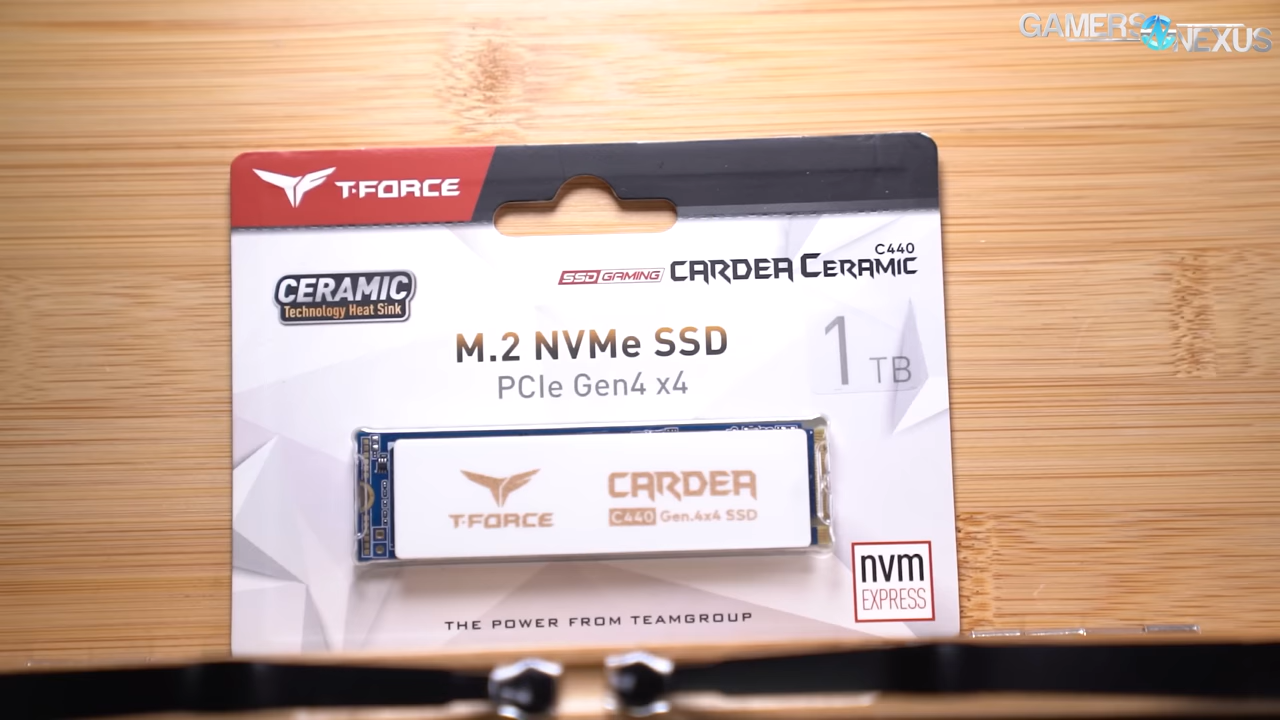 GAMERS NEXUS
T-FORCE
C440
SSD GAMING CARDEA CERAMIC
CERAMIC
Technology Heat Sink
M.2 NVMe SSD
PCIe Gen4 x4
1 TB
T-FORCE
CARDEA
C440 Gen.4x4 SSD
nvm
EXPRESS
THE POWER FROM TEAMGROUP